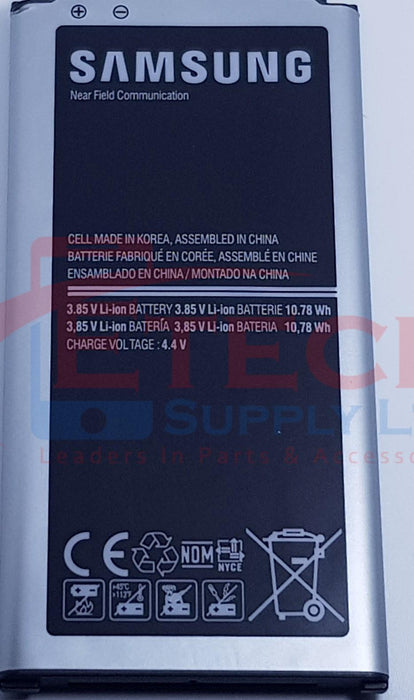 SAMSUNG
Near Field Communication
CELL MADE IN KOREA, ASSEMBLED IN CHINA
BATTERIE FABRIQUÉ EN CORÉE, ASSEMBLÉ EN CHINE
ENSAMBLADO EN CHINA / MONTADO NA CHINA
3.85 V Li-ion BATTERY 3.85 V Li-ion BATTERIE 10.78 Wh
3,85 V Li-ion BATERÍA 3,85 V Li-ion BATERIA 10,78 Wh
CHARGE VOLTAGE : 4.4 V
ETECH
SUPPLY L
Leaders in Parts & Accesso
CE NOM
NYCE
>45°C
>113°F